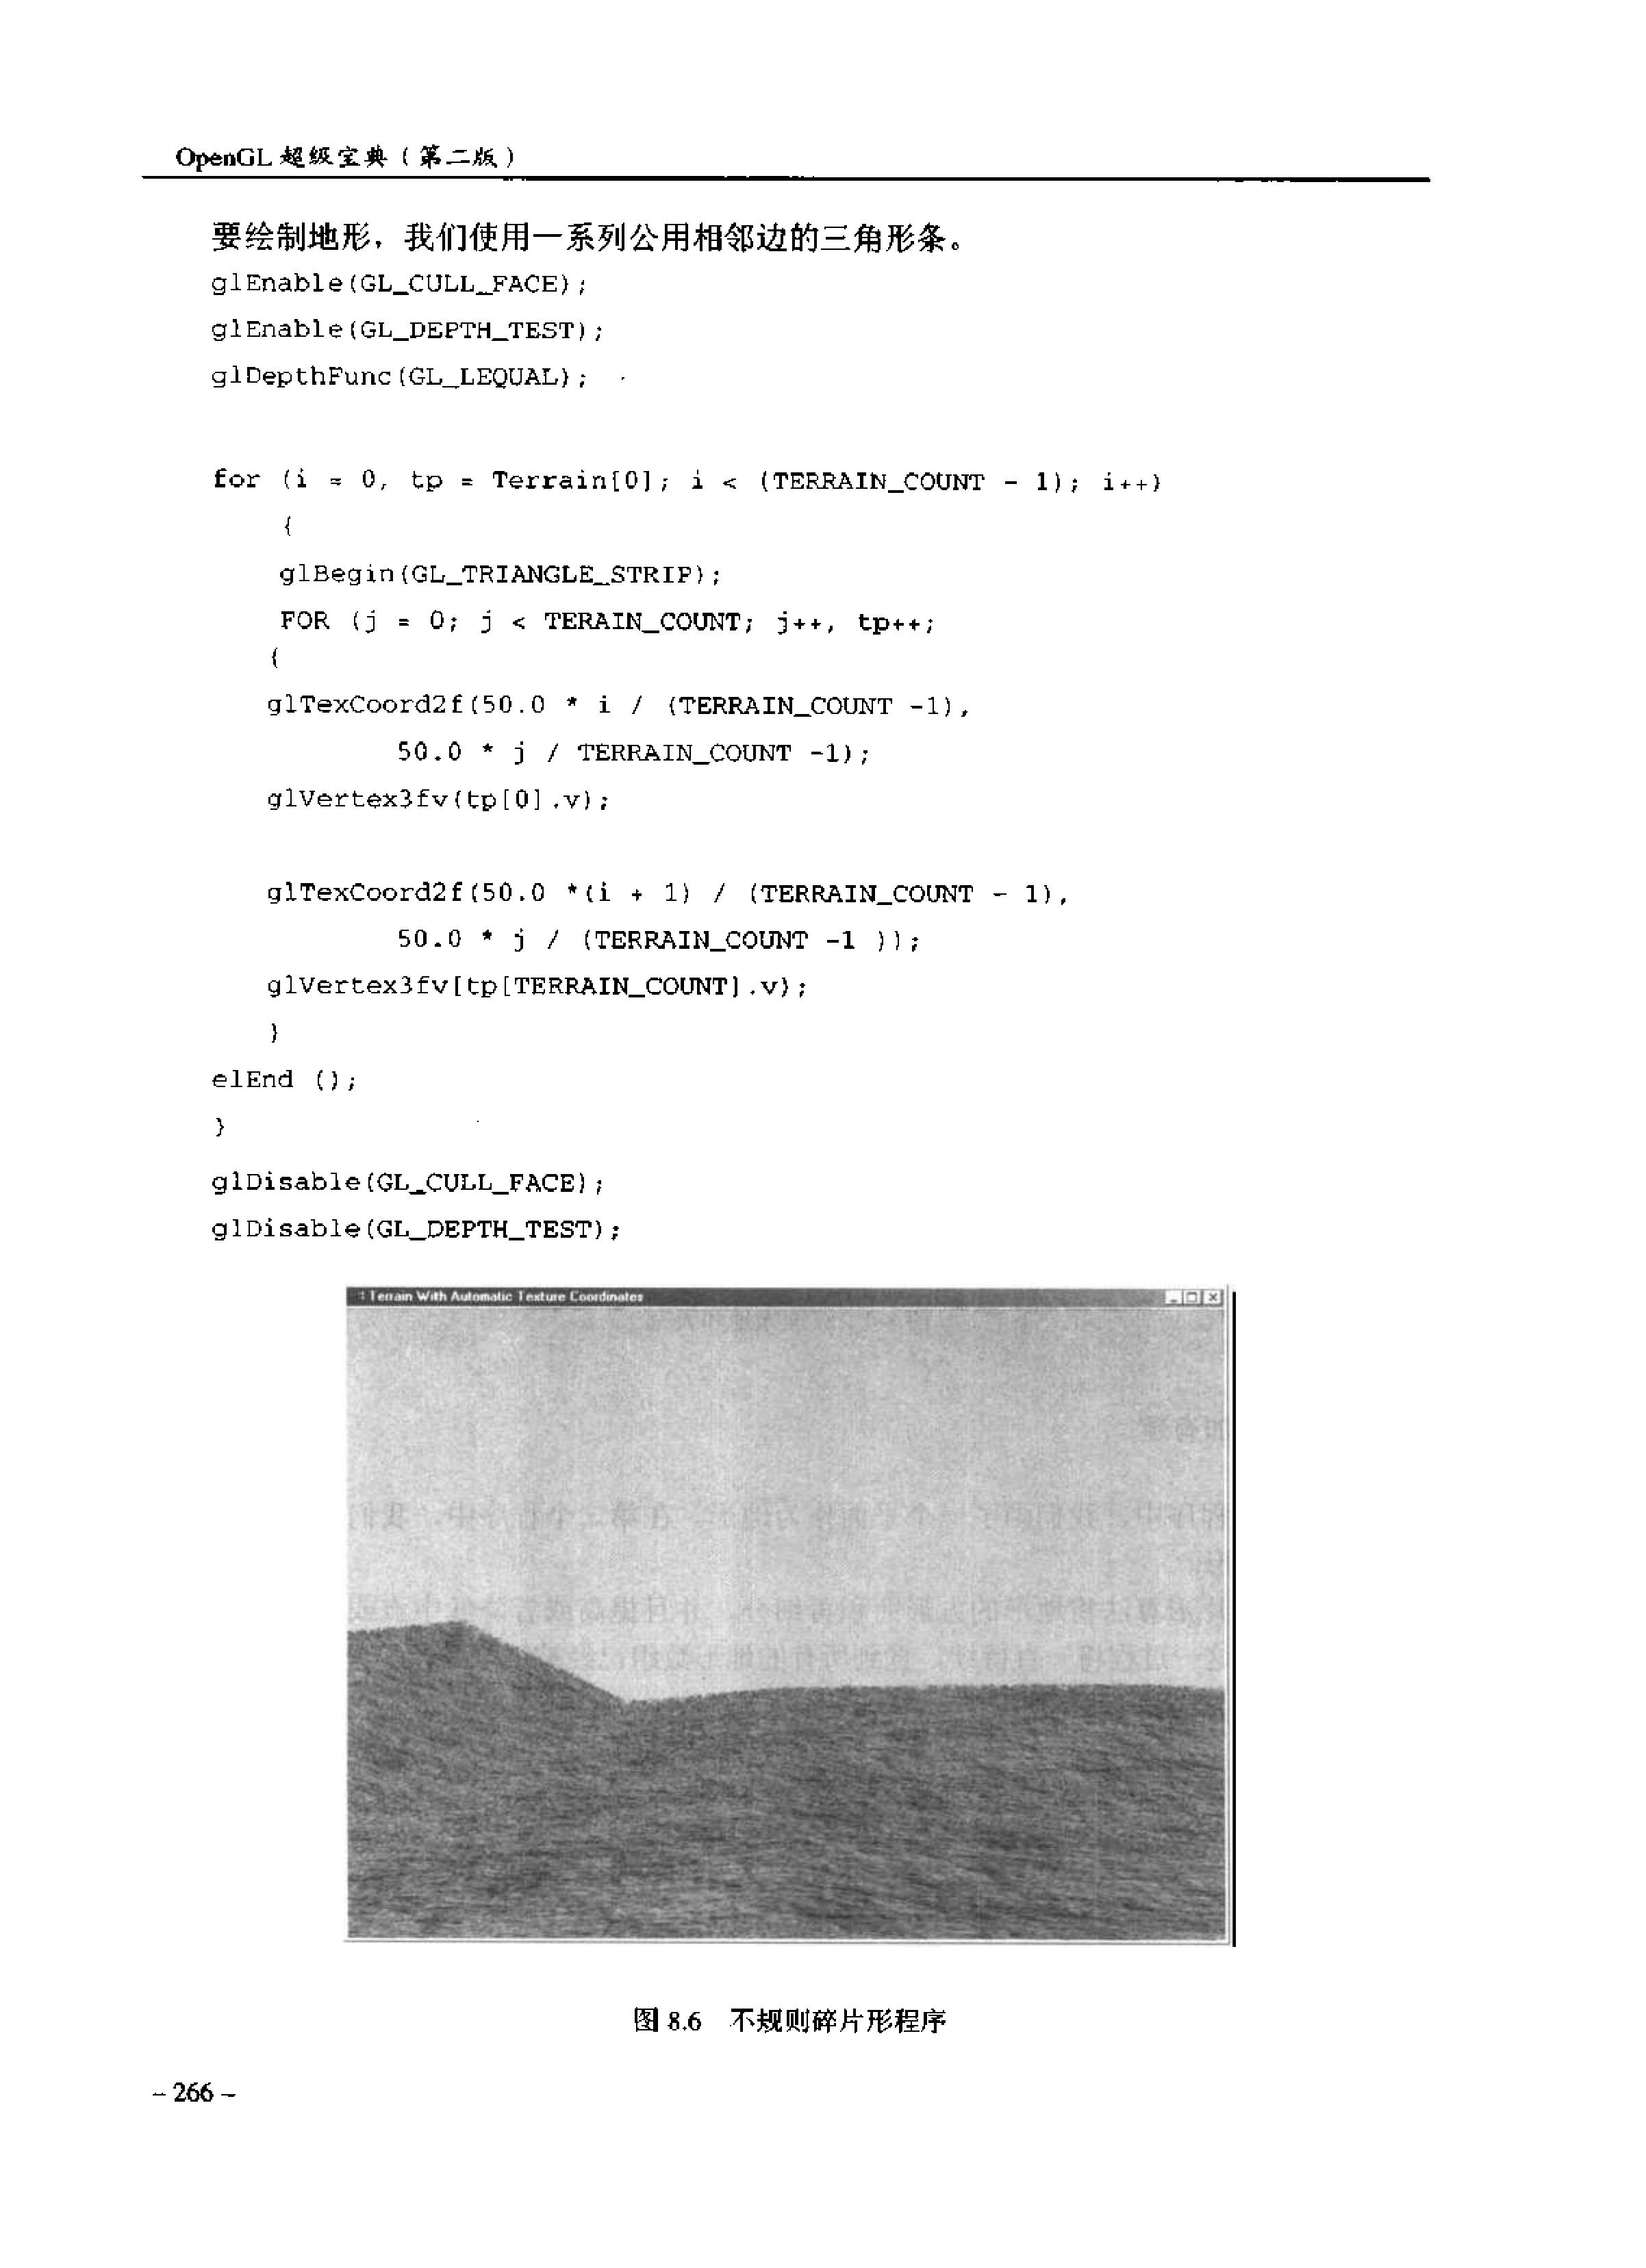 OpenGL 超级宝典（第二版）
要绘制地形，我们使用一系列公用相邻边的三角形条。
glEnable(GL_CULL_FACE);
glEnable(GL_DEPTH_TEST);
glDepthFunc(GL_LEQUAL);
for (i = 0, tp = Terrain[0]; i < (TERRAIN_COUNT - 1); i++)
{
glBegin(GL_TRIANGLE_STRIP);
FOR (j = 0; j < TERAIN_COUNT; j++, tp++;
{
glTexCoord2f(50.0 * i / (TERRAIN_COUNT -1),
50.0 * j / TERRAIN_COUNT -1);
glVertex3fv(tp[0].v);
glTexCoord2f(50.0 *(i + 1) / (TERRAIN_COUNT - 1),
50.0 * j / (TERRAIN_COUNT -1 ));
glVertex3fv[tp[TERRAIN_COUNT].v);
}
elEnd ();
}
glDisable(GL_CULL_FACE);
glDisable(GL_DEPTH_TEST);
Terrain With Automatic Texture Coordinates
图 8.6 不规则碎片形程序
- 266 -